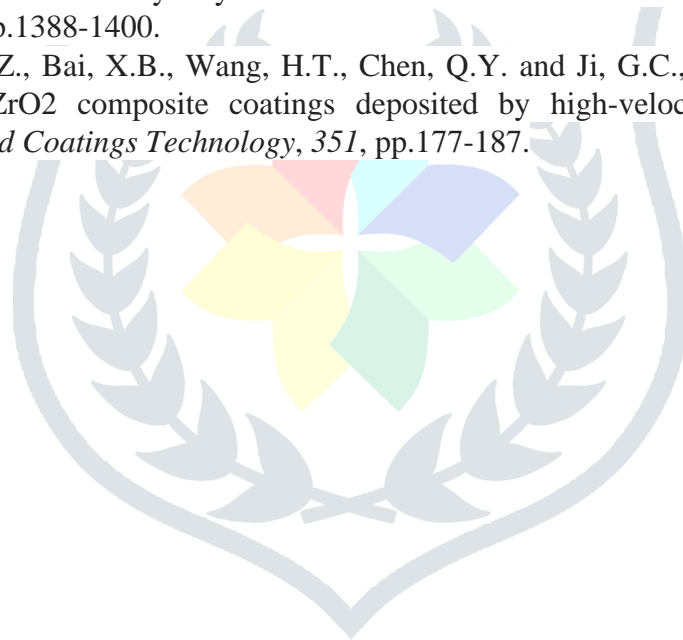 p.1388-1400.
Z., Bai, X.B., Wang, H.T., Chen, Q.Y. and Ji, G.C.,
ZrO2 composite coatings deposited by high-veloc
d Coatings Technology, 351, pp.177-187.